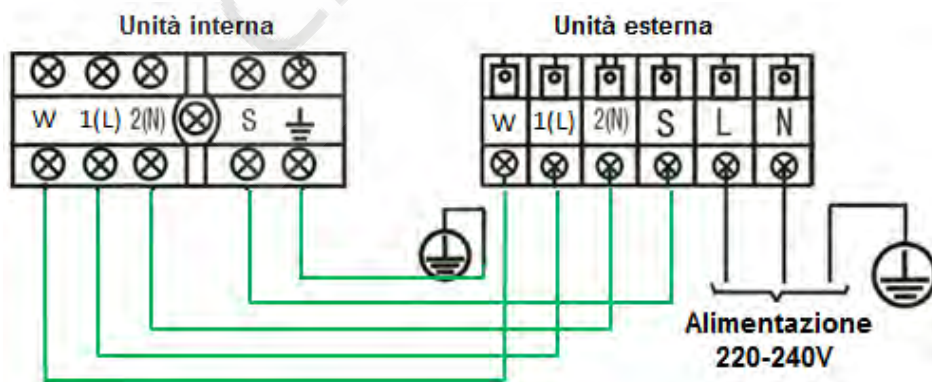 Unità interna
Unità esterna
W 1(L) 2(N) S
W 1(L) 2(N) S L N
Alimentazione
220-240V